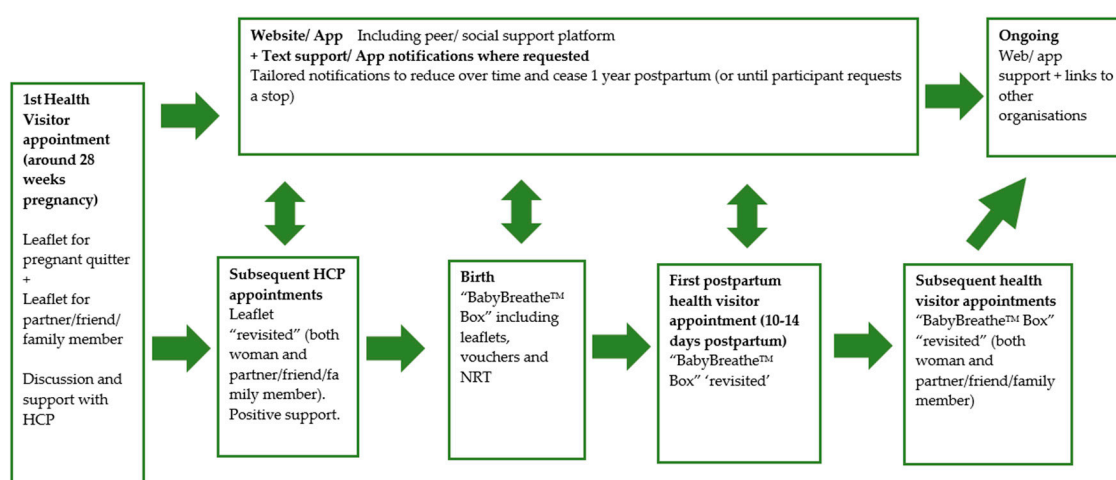 1st Health
Visitor
appointment
(around 28
weeks
pregnancy)
Leaflet for
pregnant quitter
+
Leaflet for
partner/friend/
family member
Discussion and
support with
HCP
Website/ App Including peer/ social support platform
+ Text support/ App notifications where requested
Tailored notifications to reduce over time and cease 1 year postpartum (or until participant requests
a stop)
Ongoing
Web/ app
support + links to
other
organisations
Subsequent HCP
appointments
Leaflet
“revisited” (both
woman and
partner/friend/fa
mily member).
Positive support.
Birth
“BabyBreathe™
Box” including
leaflets,
vouchers and
NRT
First postpartum
health visitor
appointment (10-14
days postpartum)
“BabyBreathe™
Box” ‘revisited’
Subsequent health
visitor appointments
“BabyBreathe™ Box”
“revisited” (both
woman and
partner/friend/family
member)